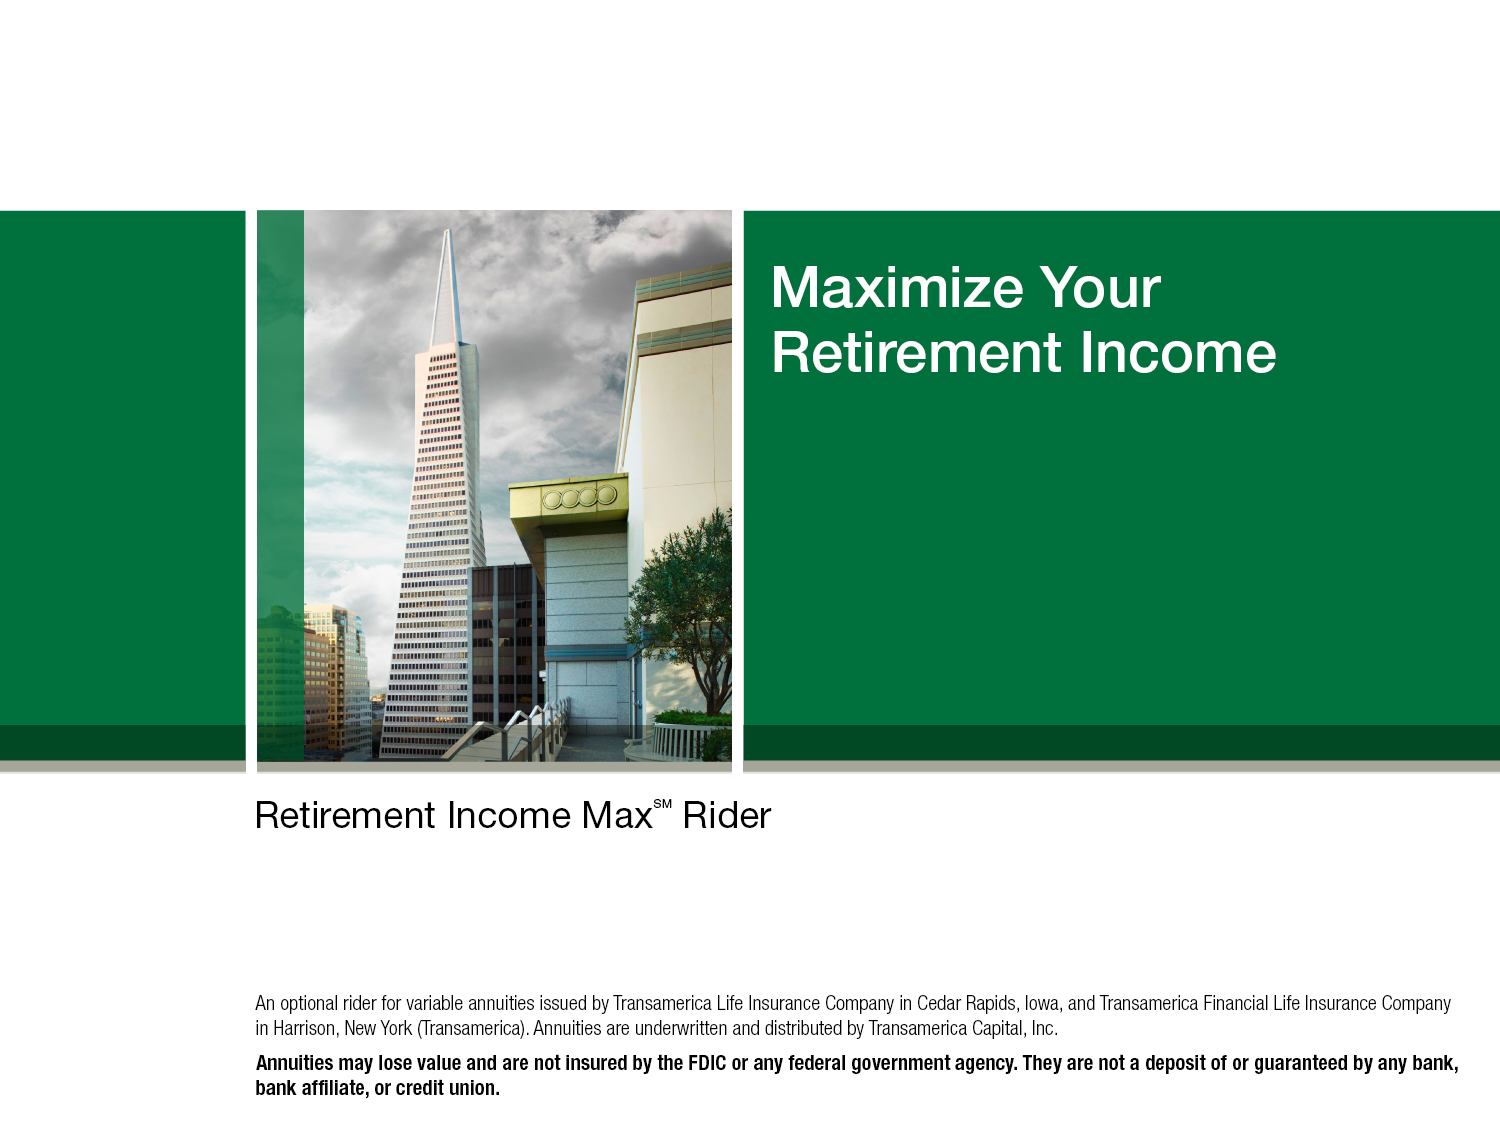 Maximize Your
Retirement Income
Retirement Income Max℠ Rider
An optional rider for variable annuities issued by Transamerica Life Insurance Company in Cedar Rapids, Iowa, and Transamerica Financial Life Insurance Company
in Harrison, New York (Transamerica). Annuities are underwritten and distributed by Transamerica Capital, Inc.
Annuities may lose value and are not insured by the FDIC or any federal government agency. They are not a deposit of or guaranteed by any bank,
bank affiliate, or credit union.